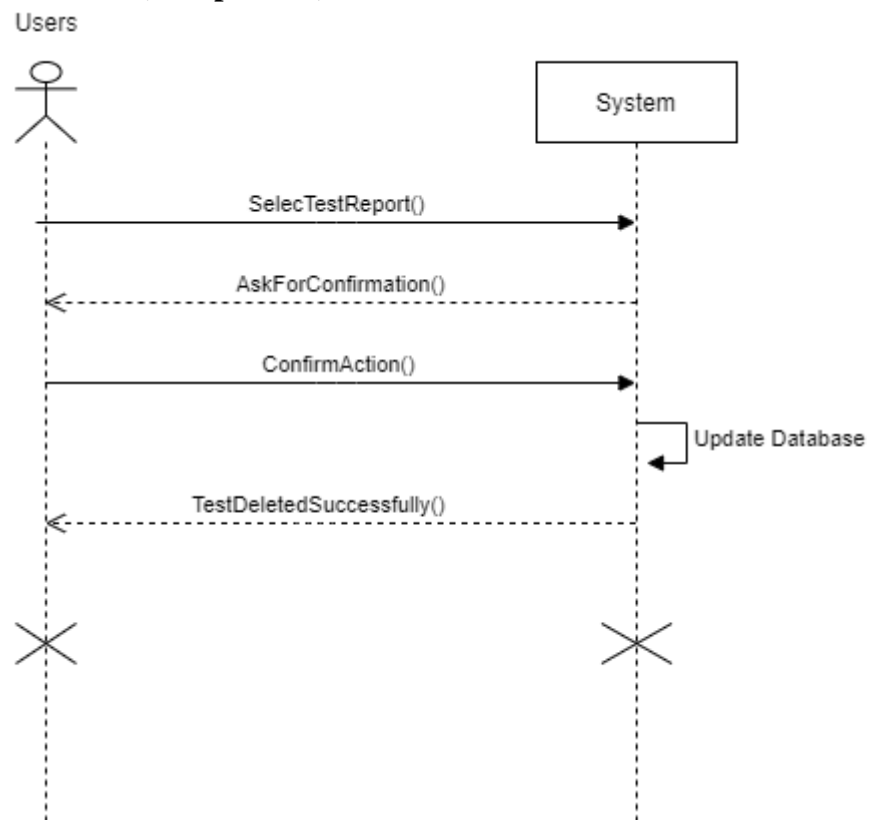 Users
System
SelecTestReport()
AskForConfirmation()
ConfirmAction()
Update Database
TestDeletedSuccessfully()